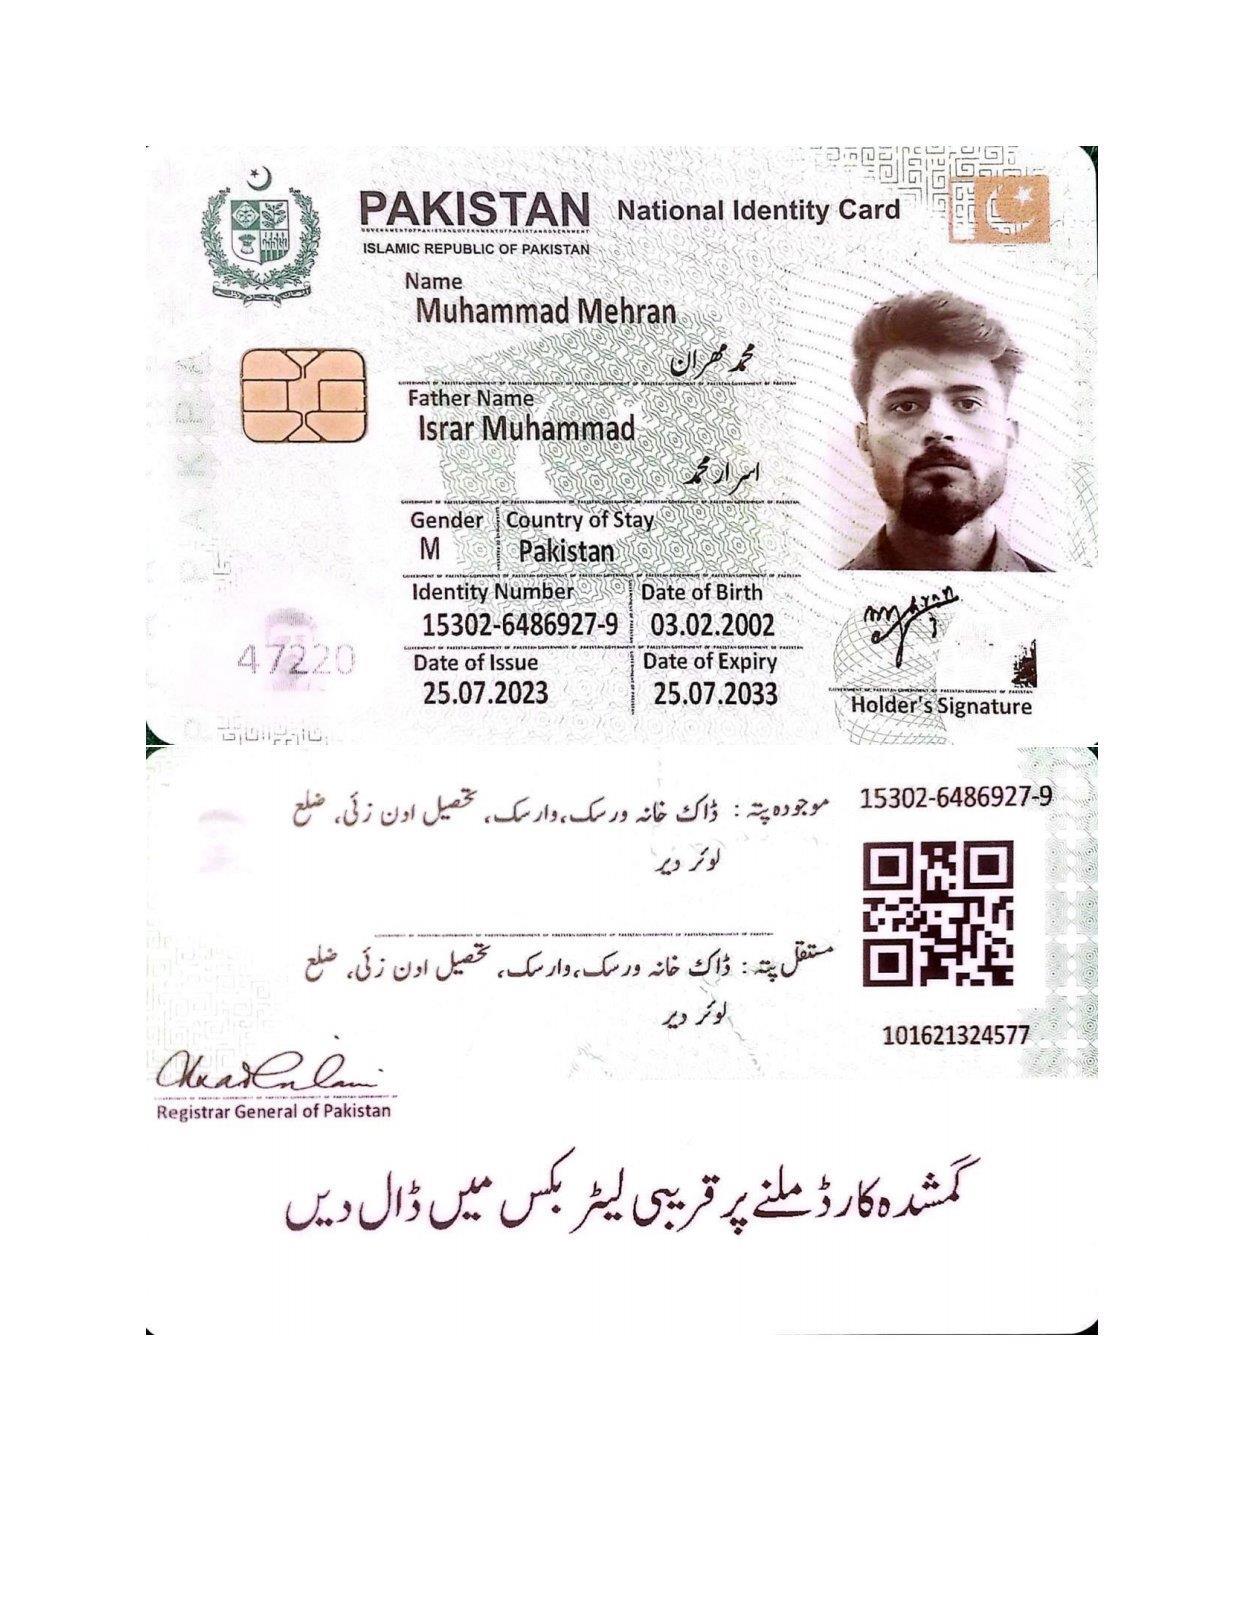 PAKISTAN National Identity Card
ISLAMIC REPUBLIC OF PAKISTAN
Name
Muhammad Mehran
محمد مهران
Father Name
Israr Muhammad
اسرار محمد
Gender Country of Stay
M Pakistan
Identity Number Date of Birth
15302-6486927-9 03.02.2002
47220
Date of Issue Date of Expiry
25.07.2023 25.07.2033
Holder's Signature
15302-6486927-9
موجودہ پتہ : ڈاک خانہ ورسک،وارسک، تحصیل ادن زئی، ضلع
لوئر دیر
مستقل پتہ : ڈاک خانہ ورسک،وارسک، تحصیل ادن زئی، ضلع
لوئر دیر
101621324577
Registrar General of Pakistan
گمشدہ کارڈ ملنے پر قریبی لیٹر بکس میں ڈال دیں